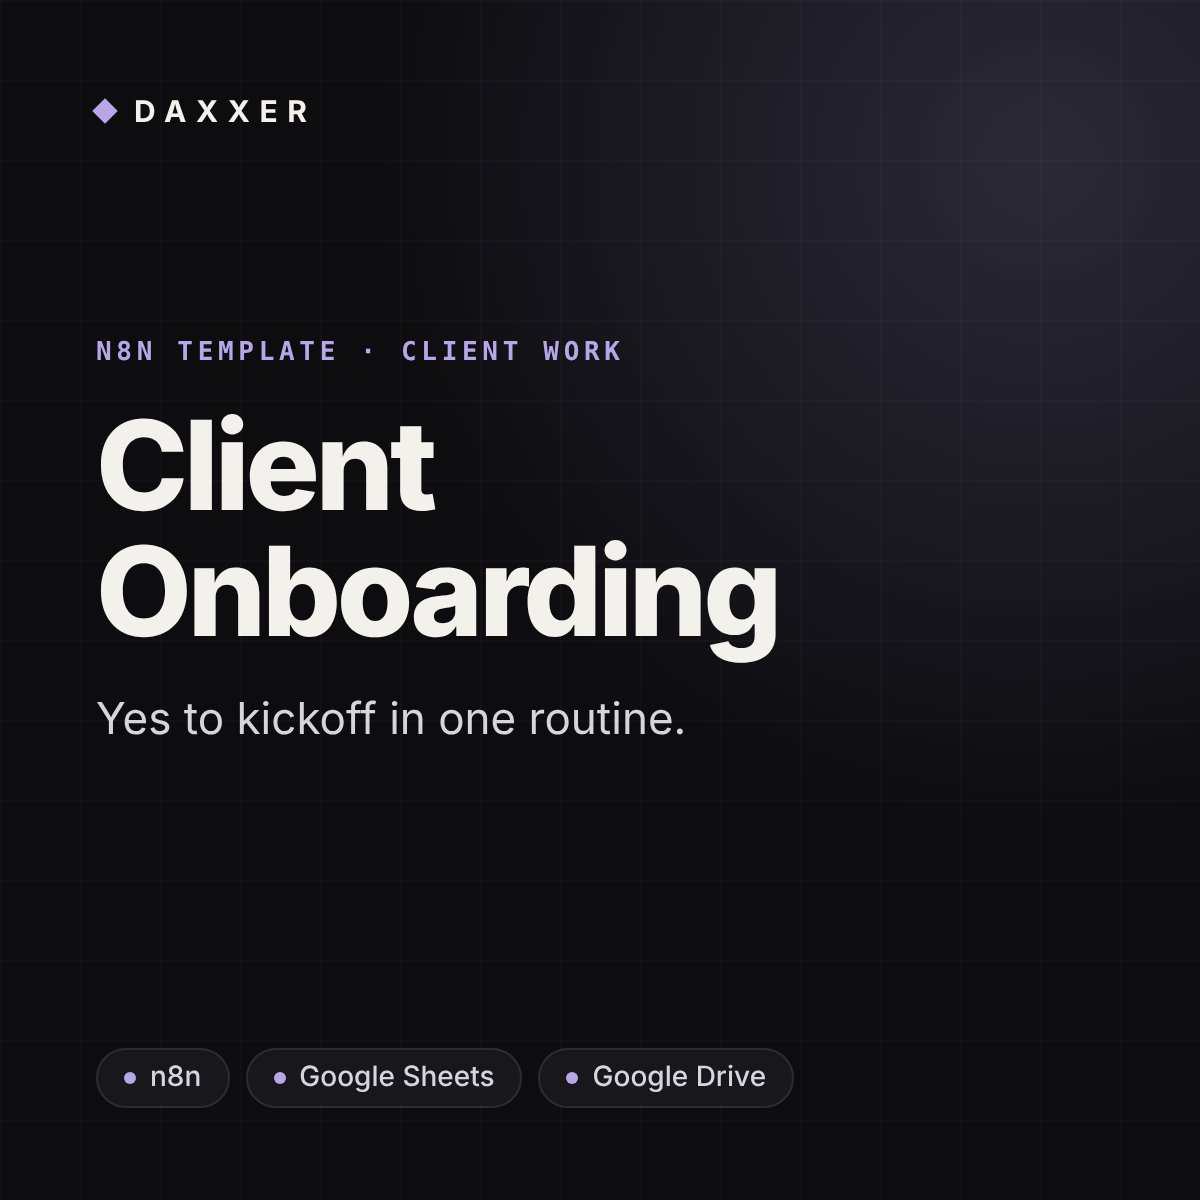 DAXXER
N8N TEMPLATE · CLIENT WORK
Client
Onboarding
Yes to kickoff in one routine.
n8n
Google Sheets
Google Drive